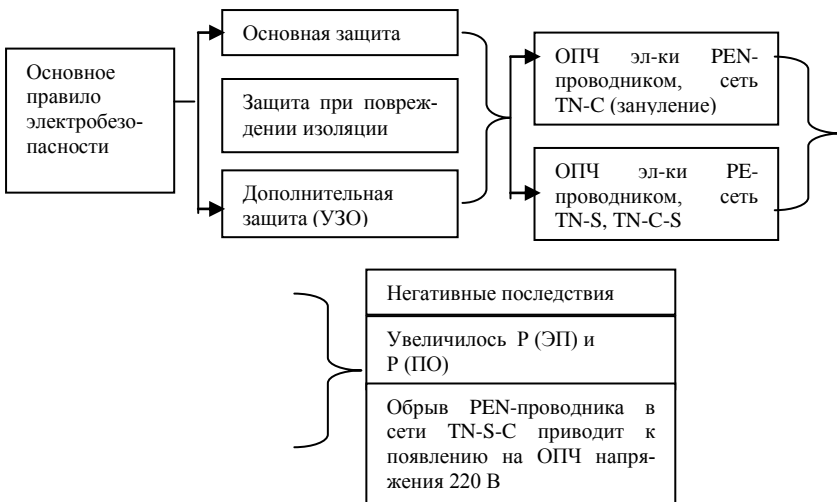 Основное
правило
электробезо-
пасности
Основная защита
Защита при повреж-
дении изоляции
Дополнительная
защита (УЗО)
ОПЧ эл-ки PEN-
проводником, сеть
TN-C (зануление)
ОПЧ эл-ки PE-
проводником, сеть
TN-S, TN-C-S
Негативные последствия
Увеличилось Р (ЭП) и
Р (ПО)
Обрыв PEN-проводника в
сети TN-S-C приводит к
появлению на ОПЧ напря-
жения 220 В